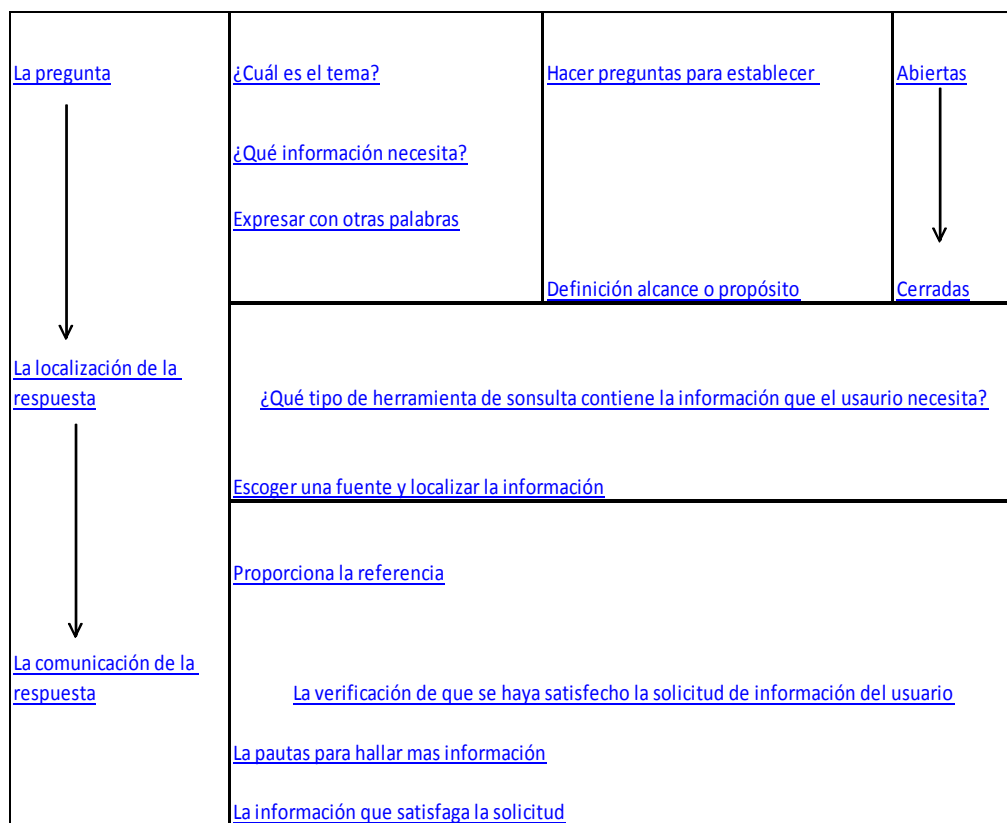 La pregunta
¿Cuál es el tema?
Hacer preguntas para establecer
Abiertas
¿Qué información necesita?
Expresar con otras palabras
Definición alcance o propósito
Cerradas
La localización de la
respuesta
¿Qué tipo de herramienta de sonsulta contiene la información que el usaurio necesita?
Escoger una fuente y localizar la información
Proporciona la referencia
La comunicación de la
respuesta
La verificación de que se haya satisfecho la solicitud de información del usuario
La pautas para hallar mas información
La información que satisfaga la solicitud